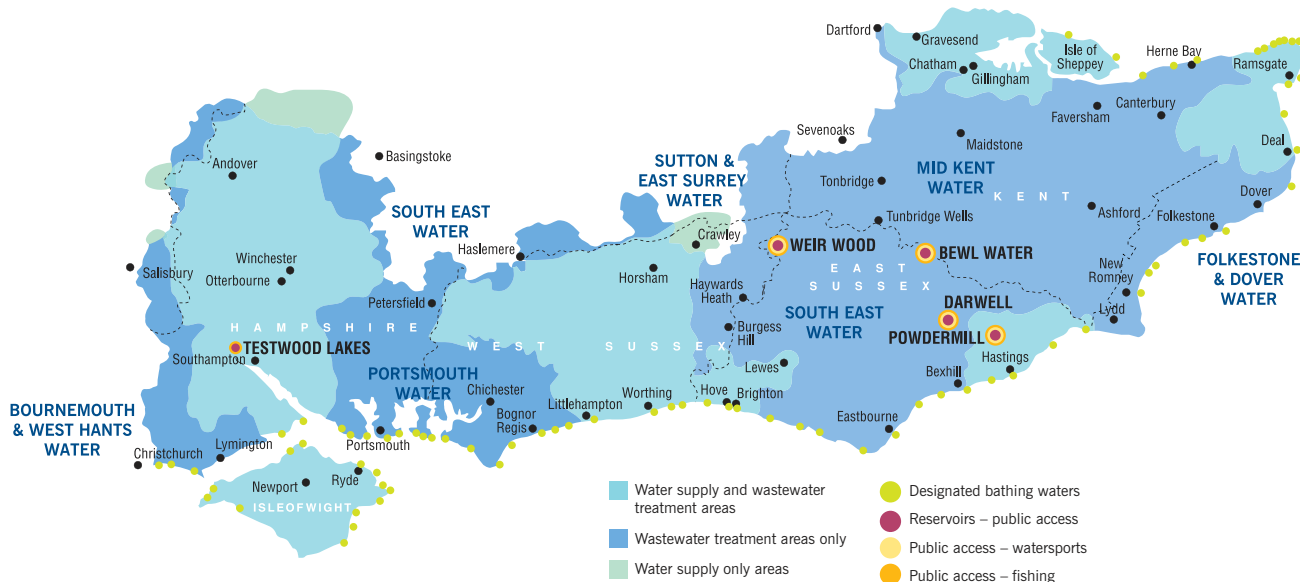 Dartford
Gravesend
Chatham
Gillingham
Isle of
Sheppey
Herne Bay
Ramsgate
Canterbury
Faversham
Sevenoaks
Maidstone
Deal
Basingstoke
Andover
SUTTON &
EAST SURREY
WATER
MID KENT
WATER
KENT
Tonbridge
Dover
SOUTH EAST
WATER
Tunbridge Wells
Ashford
Folkestone
Haslemere
Crawley
WEIR WOOD
BEWL WATER
Salisbury
Winchester
Otterbourne
Horsham
EAST
SUSSEX
New
Romney
FOLKESTONE
& DOVER
WATER
Petersfield
Haywards
Heath
DARWELL
Lydd
HAMPSHIRE
SOUTH EAST
WATER
Burgess
Hill
POWDERMILL
TESTWOOD LAKES
WEST SUSSEX
Southampton
Hastings
PORTSMOUTH
WATER
Lewes
Bexhill
Chichester
Worthing
Hove
Brighton
BOURNEMOUTH
& WEST HANTS
WATER
Bognor
Regis
Littlehampton
Eastbourne
Lymington
Portsmouth
Christchurch
Ryde
Newport
ISLEOFWIGHT
Water supply and wastewater
treatment areas
Wastewater treatment areas only
Water supply only areas
Designated bathing waters
Reservoirs – public access
Public access – watersports
Public access – fishing